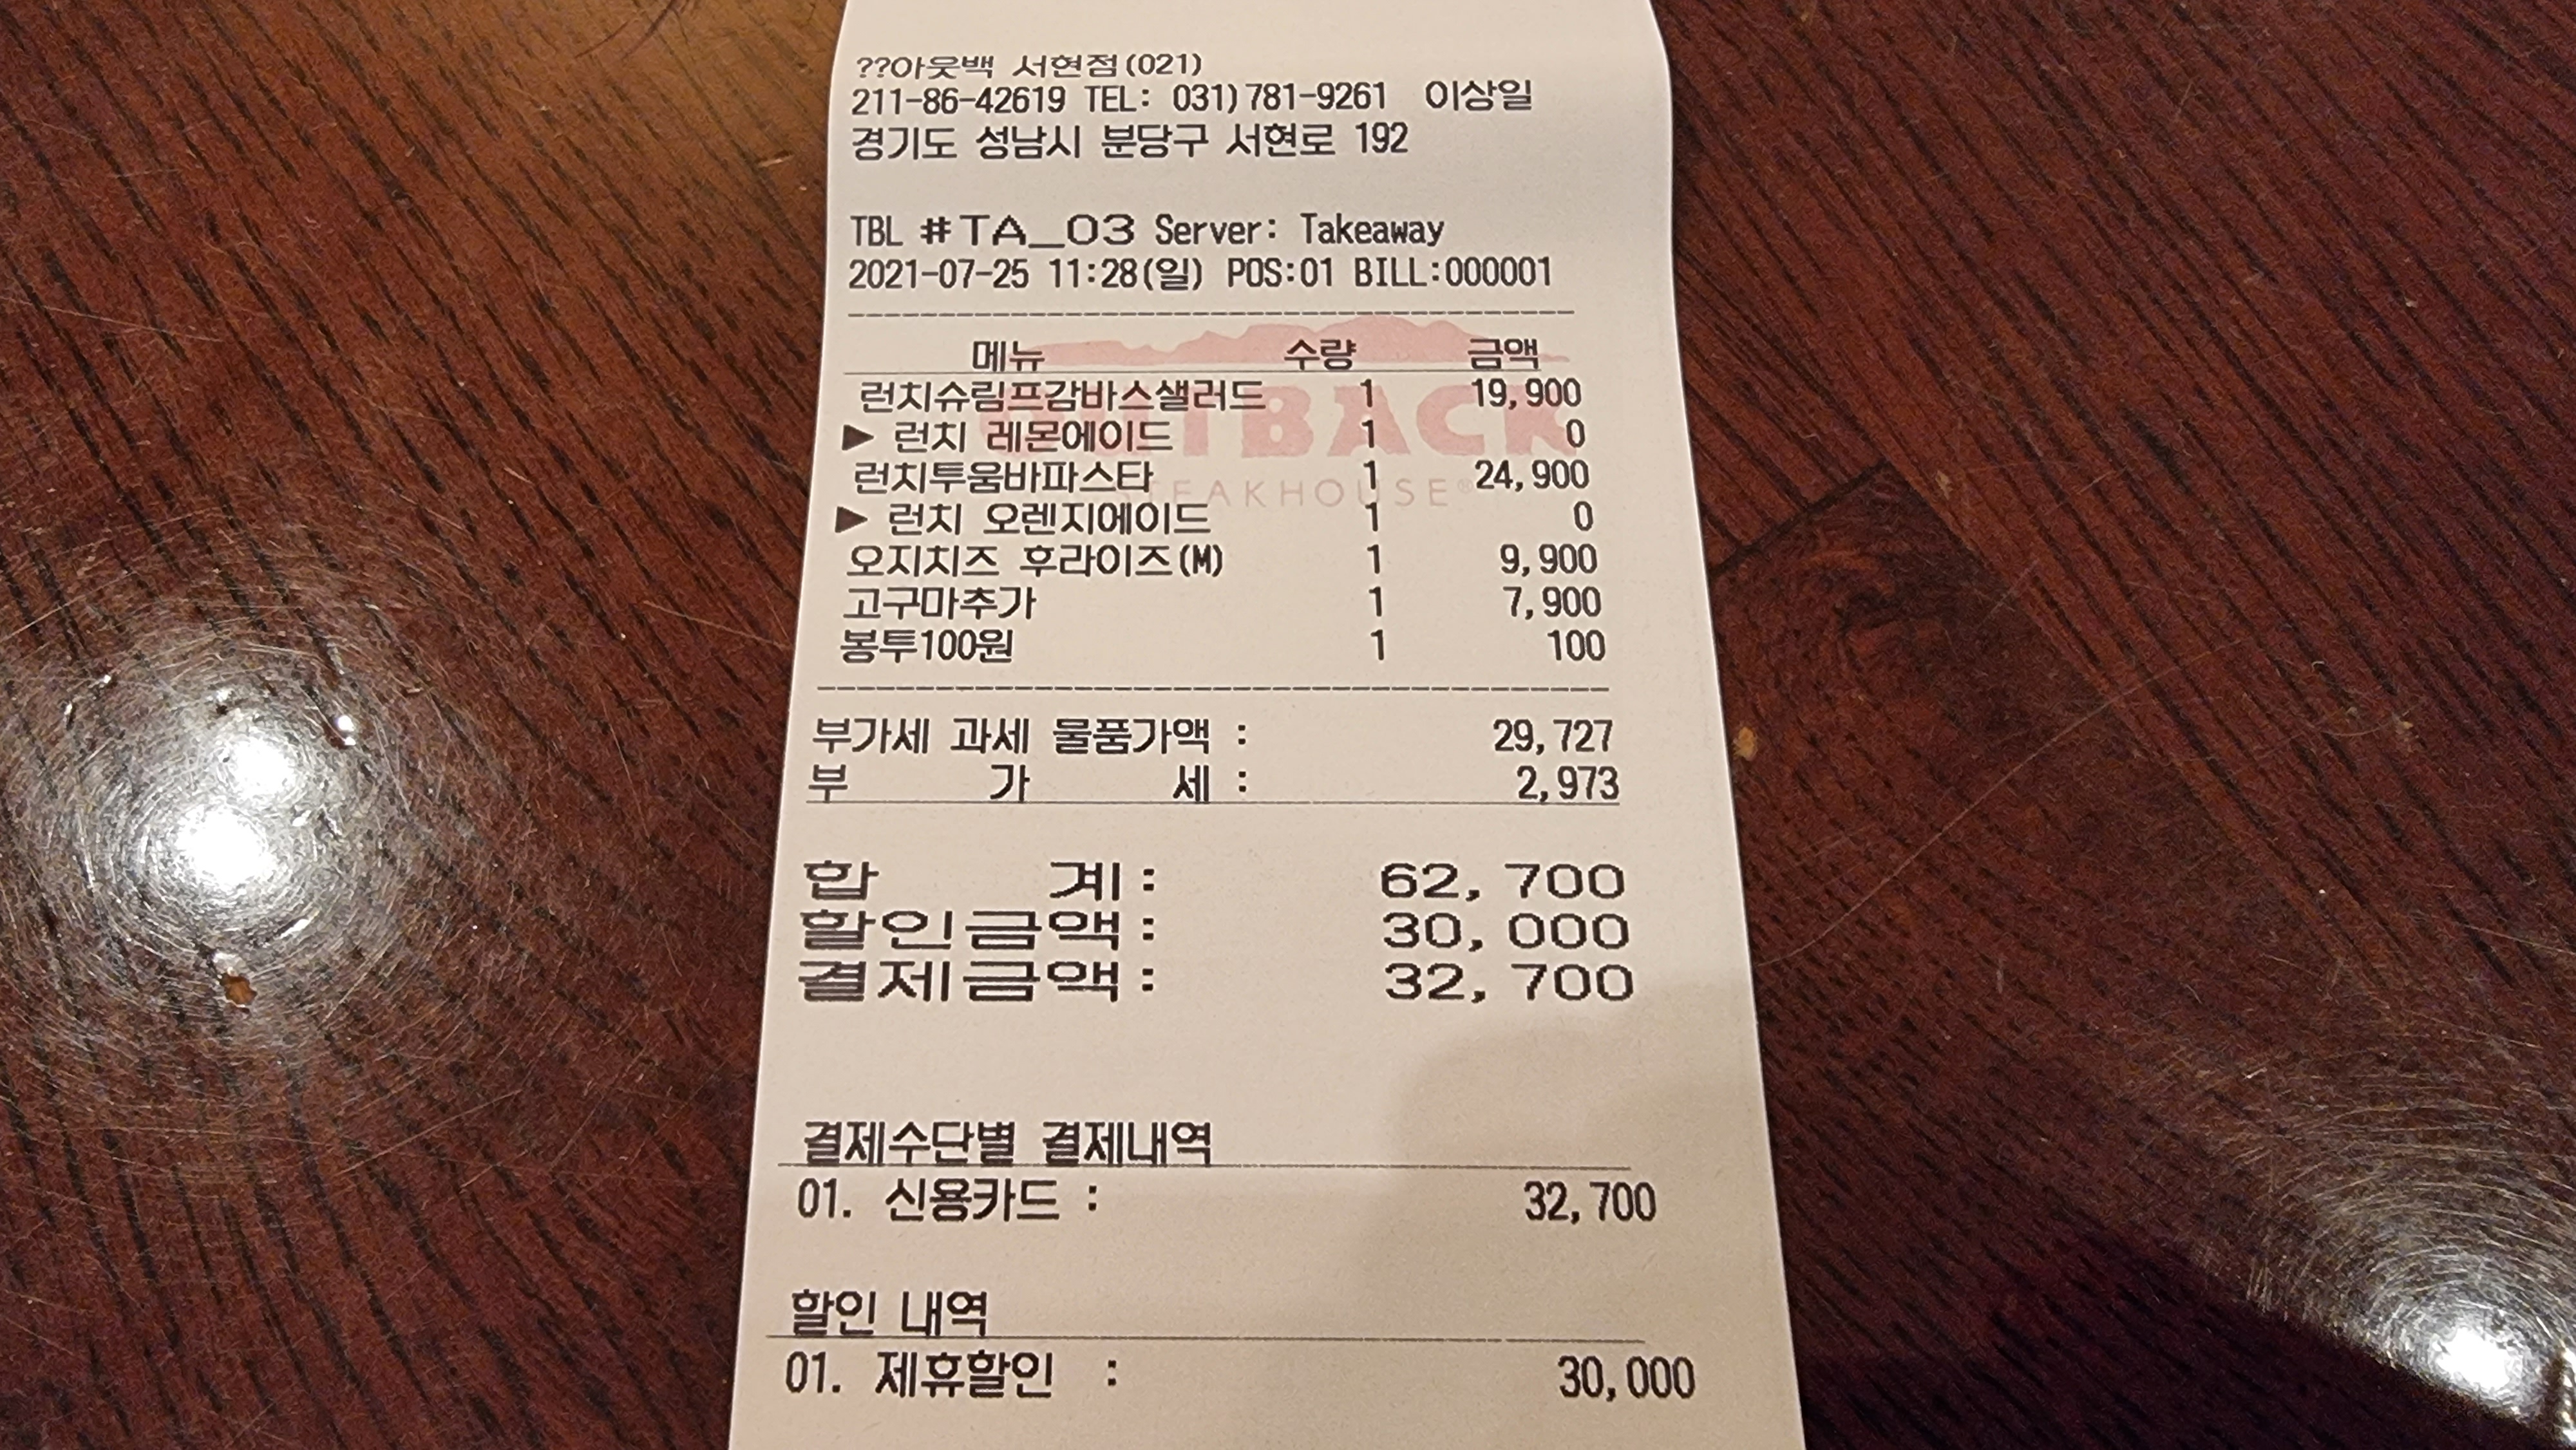 ??아웃백 서현점(021)
211-86-42619 TEL: 031)781-9261 이상일
경기도 성남시 분당구 서현로 192
TBL #TA_03 Server: Takeaway
2021-07-25 11:28(일) POS:01 BILL:000001
메뉴 수량 금액
런치슈림프감바스샐러드 1 19,900
▶ 런치 레몬에이드 1 0
런치투움바파스타 1 24,900
▶ 런치 오렌지에이드 1 0
오지치즈 후라이즈(M) 1 9,900
고구마추가 1 7,900
봉투100원 1 100
OUTBACK
STEAKHOUSE®
부가세 과세 물품가액 : 29,727
부 가 세 : 2,973
합 계: 62,700
할인금액: 30,000
결제금액: 32,700
결제수단별 결제내역
01. 신용카드 : 32,700
할인 내역
01. 제휴할인 : 30,000